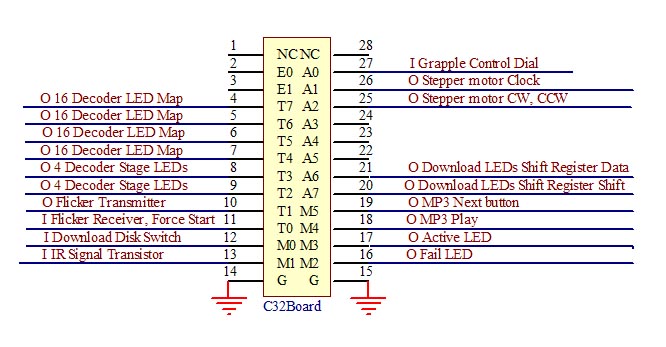 1 28
NC NC
2 27 I Grapple Control Dial
E0 A0
3 26 O Stepper motor Clock
E1 A1
O 16 Decoder LED Map 4 25 O Stepper motor CW, CCW
T7 A2
O 16 Decoder LED Map 5 24
T6 A3
O 16 Decoder LED Map 6 23
T5 A4
O 16 Decoder LED Map 7 22
T4 A5
O 4 Decoder Stage LEDs 8 21 O Download LEDs Shift Register Data
T3 A6
O 4 Decoder Stage LEDs 9 20 O Download LEDs Shift Register Shift
T2 A7
O Flicker Transmitter 10 19 O MP3 Next button
T1 M5
I Flicker Receiver, Force Start 11 18 O MP3 Play
T0 M4
I Download Disk Switch 12 17 O Active LED
M0 M3
I IR Signal Transistor 13 16 O Fail LED
M1 M2
14 15
G G
C32Board